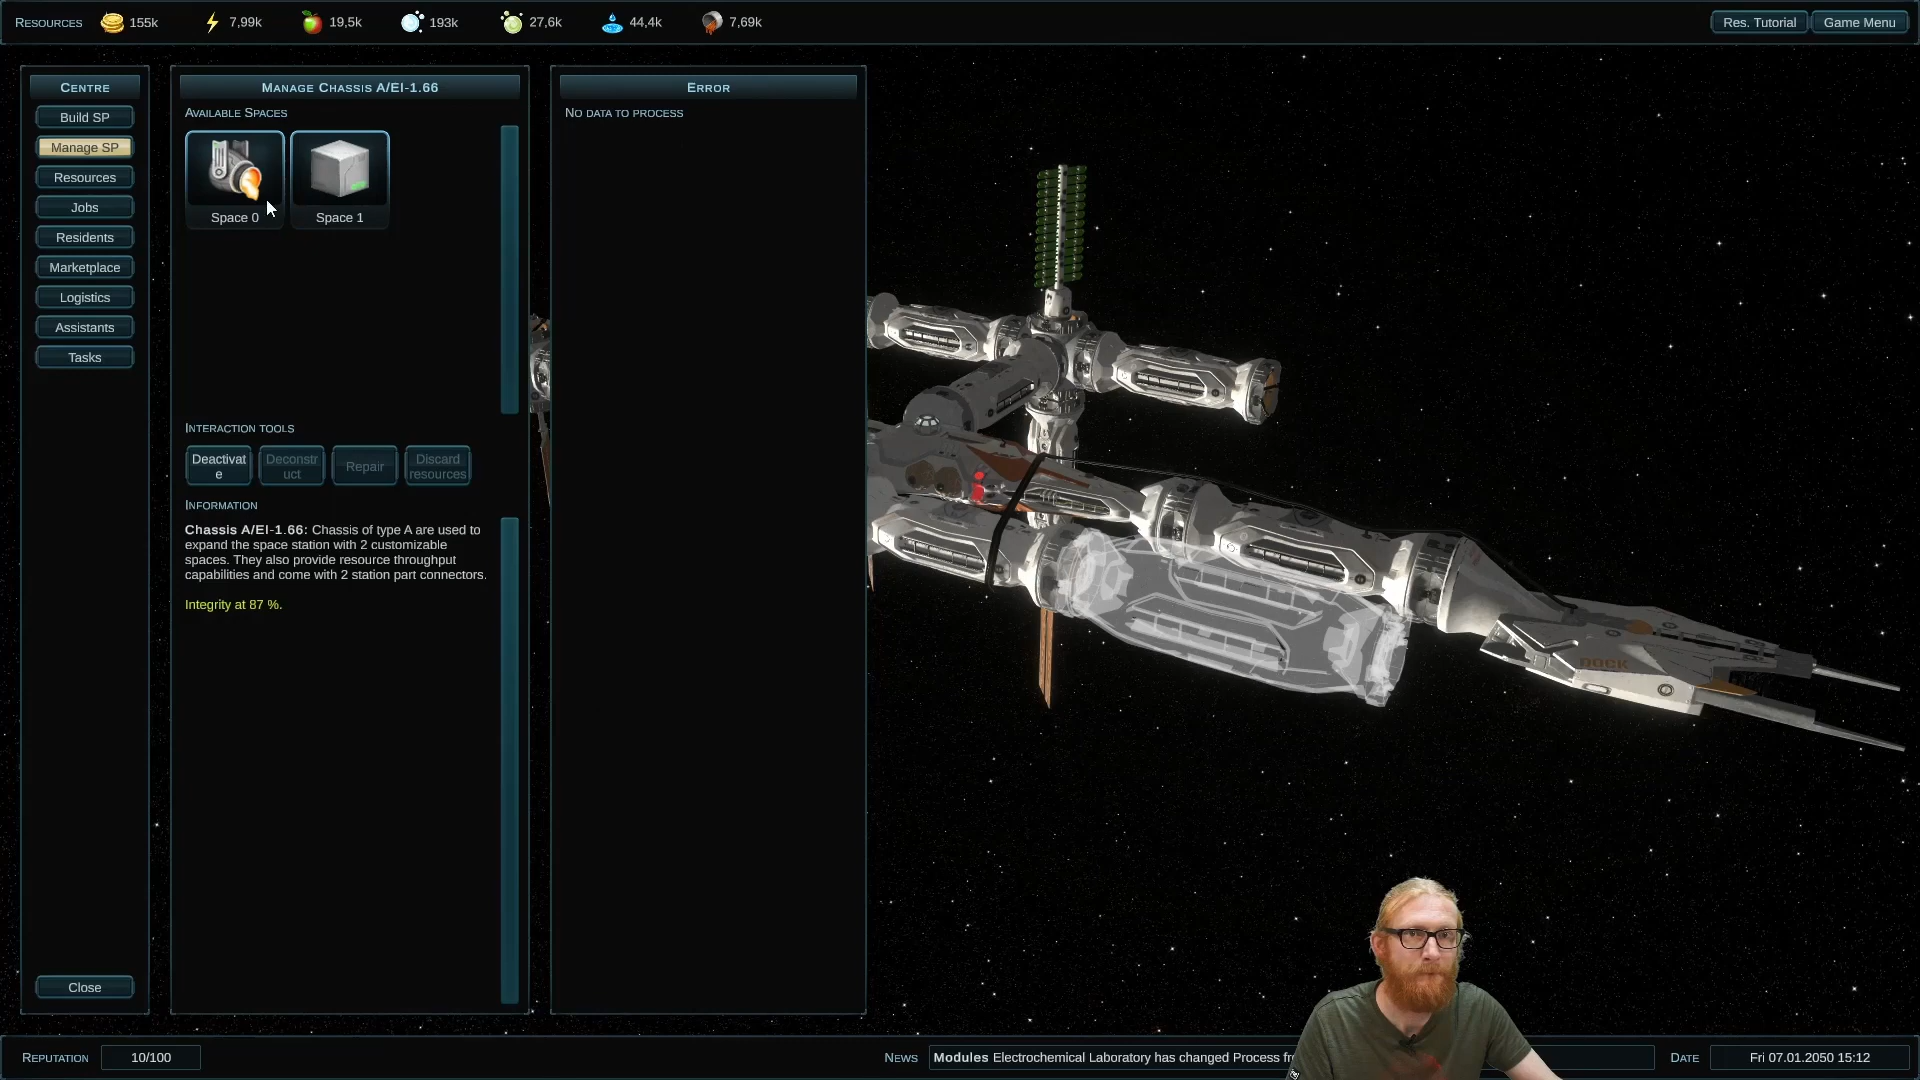 RESOURCES 155k 7,99k 19,5k 193k 27,6k 44,4k 7,69k Res. Tutorial Game Menu
CENTRE
Build SP
Manage SP
Resources
Jobs
Residents
Marketplace
Logistics
Assistants
Tasks
Close
MANAGE CHASSIS A/EI-1.66
AVAILABLE SPACES
Space 0 Space 1
INTERACTION TOOLS
Deactivat
e
Deconstr
uct
Repair
Discard
resources
INFORMATION
Chassis A/EI-1.66: Chassis of type A are used to
expand the space station with 2 customizable
spaces. They also provide resource throughput
capabilities and come with 2 station part connectors.
Integrity at 87 %.
ERROR
NO DATA TO PROCESS
DOCK
REPUTATION 10/100
NEWS Modules Electrochemical Laboratory has changed Process
DATE Fri 07.01.2050 15:12